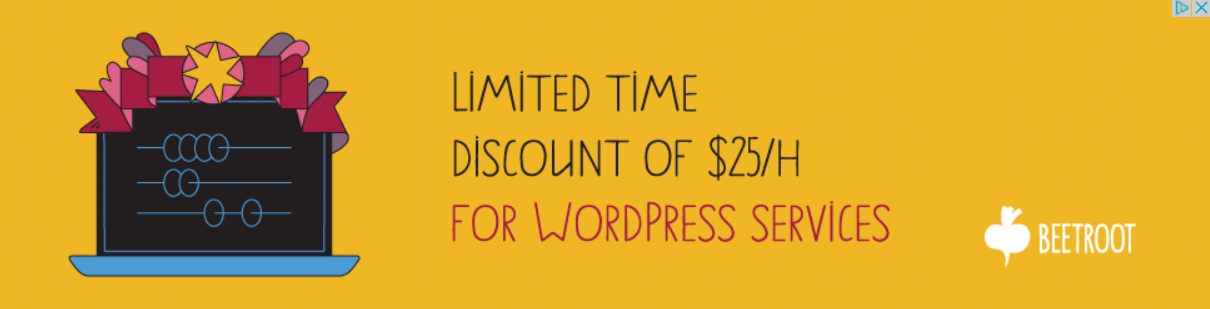 LIMITED TIME
DISCOUNT OF $25/H
FOR WORDPRESS SERVICES
BEETROOT